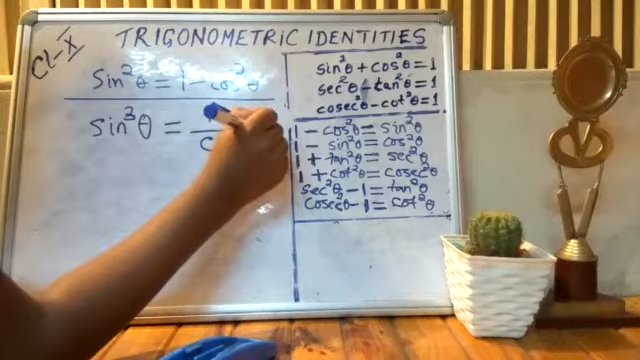 TRIGONOMETRIC IDENTITIES
CL-X
Sin²θ = 1 - cos²θ
Sin³θ =
sin²θ + cos²θ = 1
sec²θ - tan²θ = 1
cosec²θ - cot²θ = 1
1 - cos²θ = sin²θ
1 - sin²θ = cos²θ
1 + tan²θ = sec²θ
1 + cot²θ = cosec²θ
sec²θ - 1 = tan²θ
Cosec²θ - 1 = cot²θ